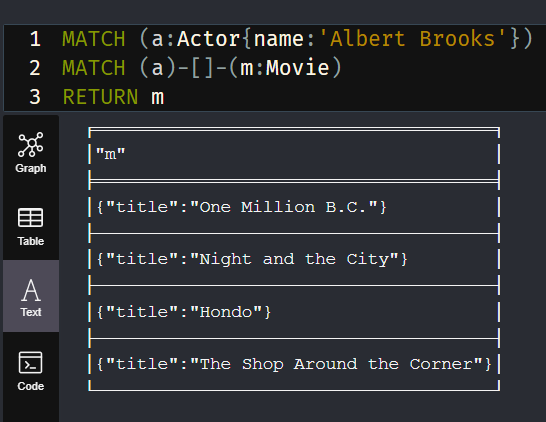 1 MATCH (a:Actor{name:'Albert Brooks'})
2 MATCH (a)-[]-(m:Movie)
3 RETURN m
"m"
{"title":"One Million B.C."}
{"title":"Night and the City"}
{"title":"Hondo"}
{"title":"The Shop Around the Corner"}
Graph
Table
A
Text
Code